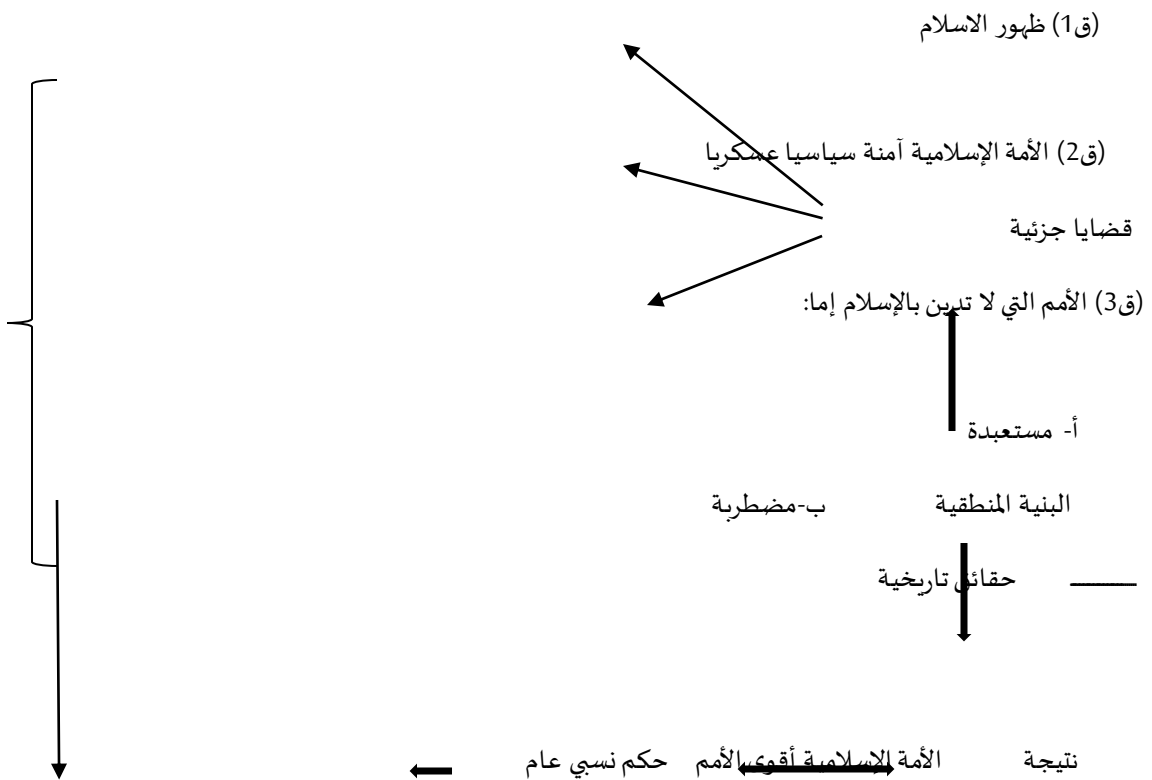 (ق1) ظهور الاسلام
(ق2) الأمة الإسلامية آمنة سياسيا عسكريا
قضايا جزئية
(ق3) الأمم التي لا تدين بالإسلام إما:
أ- مستعبدة
البنية المنطقية ب-مضطربة
حقائق تاريخية
نتيجة الأمة الإسلامية أقوى الأمم حكم نسبي عام